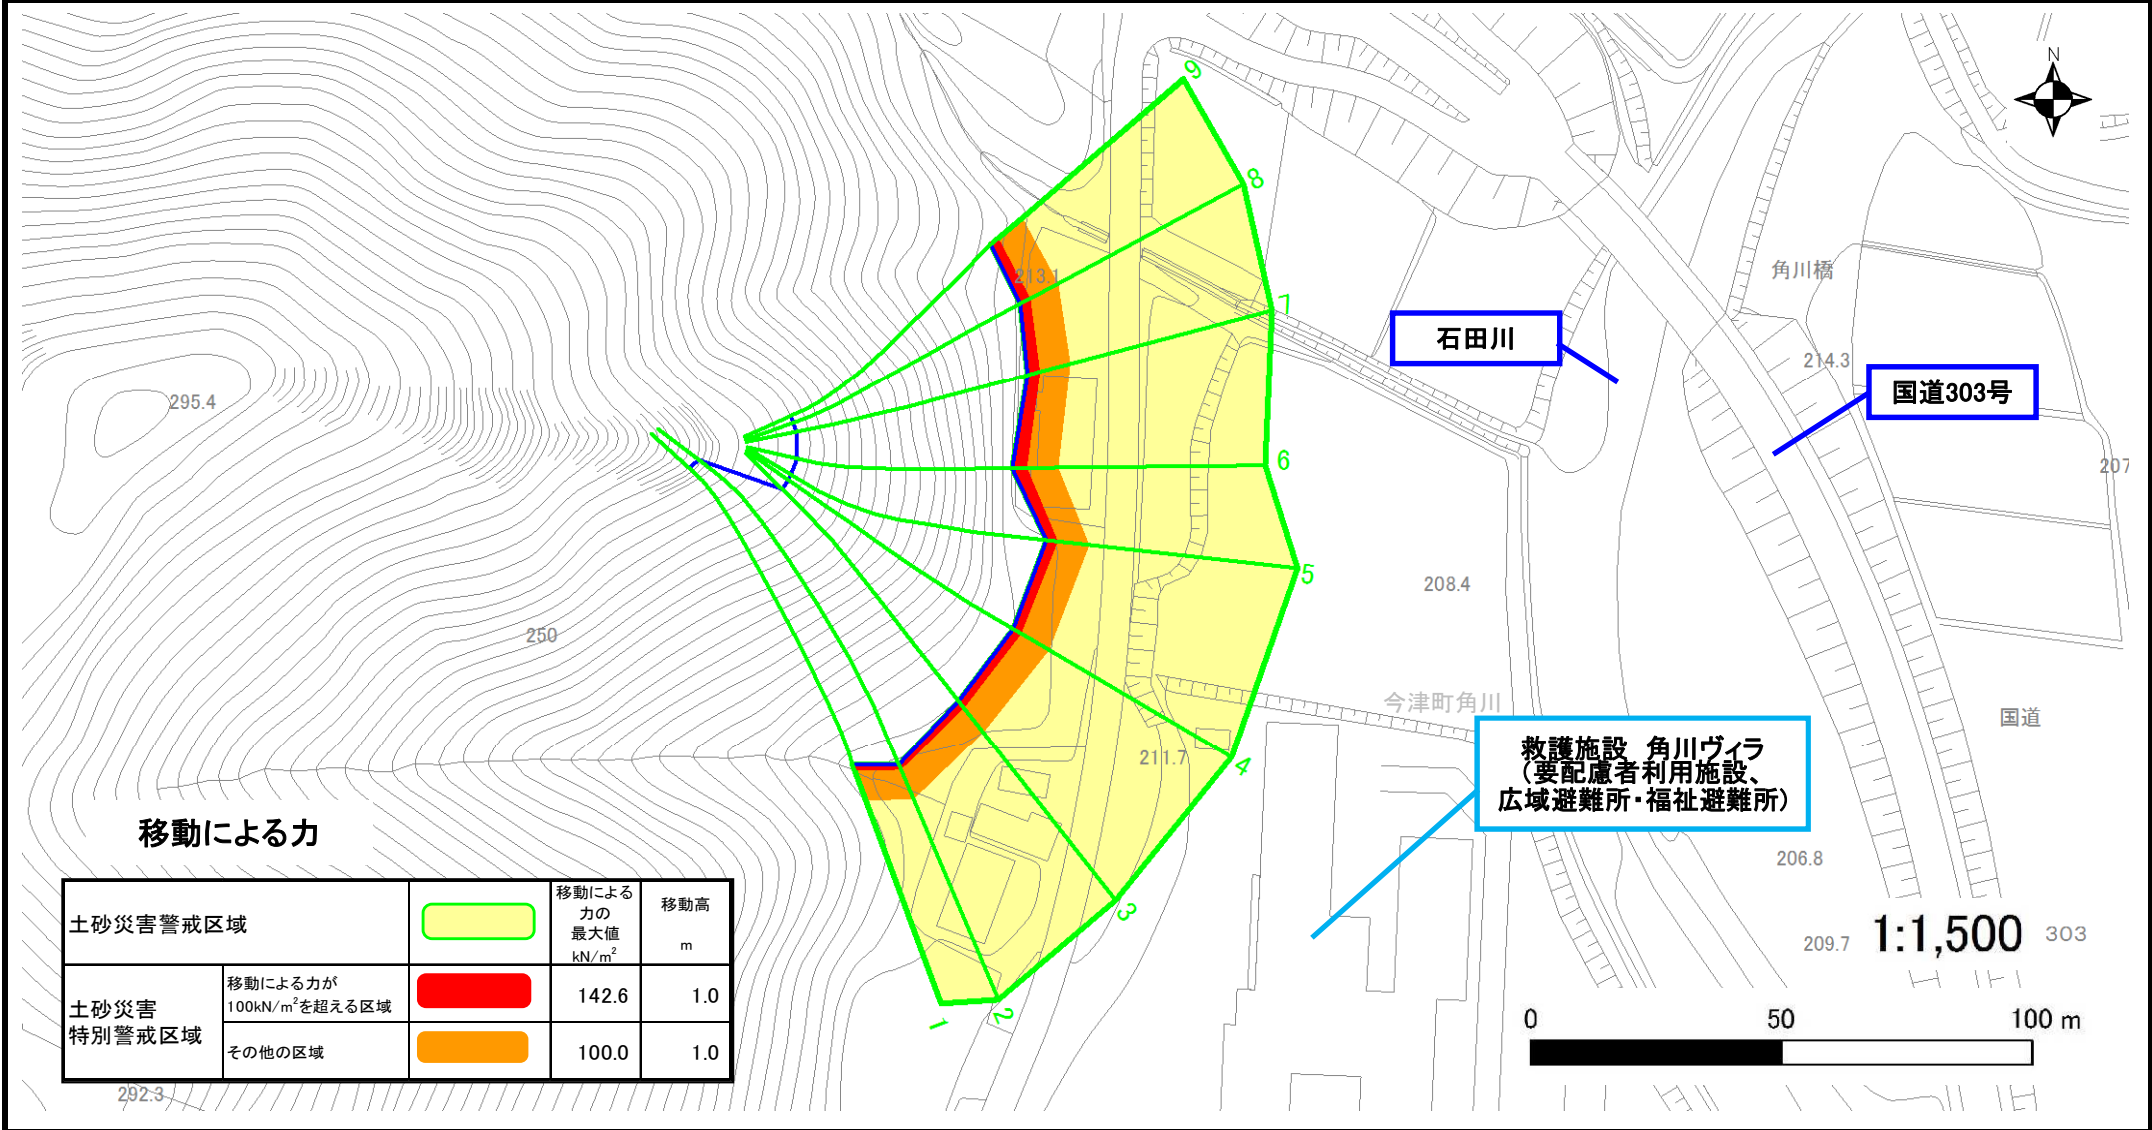 N
9
8
7
6
5
4
3
2
1
213.1
295.4
250
292.3
211.7
208.4
今津町角川
角川橋
214.3
207
国道
206.8
209.7
303
石田川
国道303号
救護施設 角川ヴィラ
（要配慮者利用施設、
広域避難所・福祉避難所）
1:1,500
0 50 100 m
移動による力
土砂災害警戒区域
移動による
力の
最大値
kN/m²
移動高
m
土砂災害
特別警戒区域
移動による力が
100kN/m²を超える区域
142.6 1.0
その他の区域
100.0 1.0